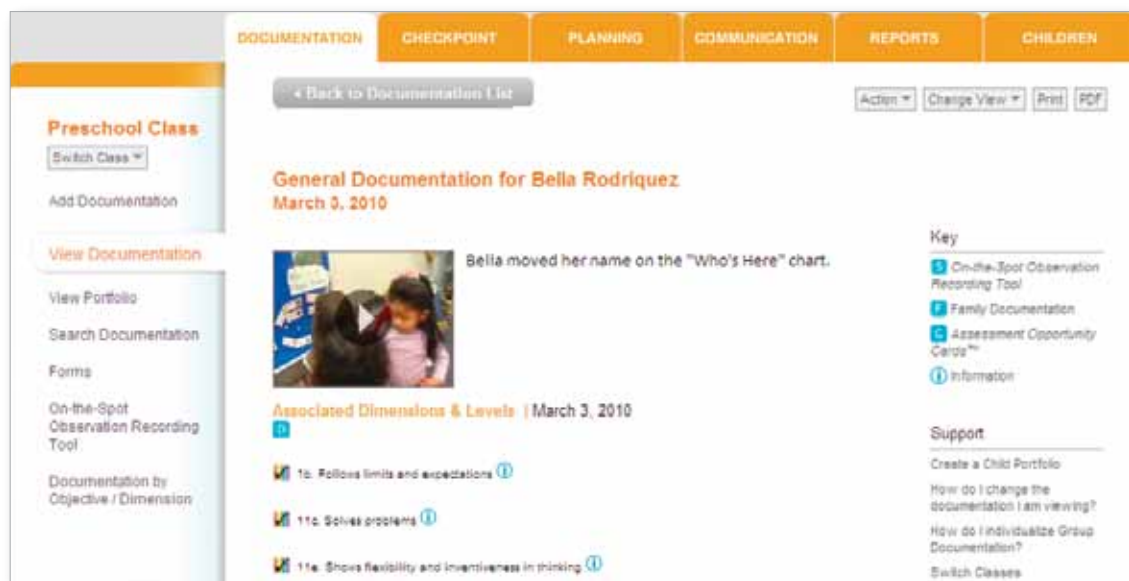 DOCUMENTATION
CHECKPOINT
PLANNING
COMMUNICATION
REPORTS
CHILDREN
Back to Documentation List
Action
Change View
Print
PDF
Preschool Class
Switch Class
Add Documentation
View Documentation
View Portfolio
Search Documentation
Forms
On-the-Spot
Observation Recording
Tool
Documentation by
Objective / Dimension
General Documentation for Bella Rodriquez
March 3, 2010
Bella moved her name on the "Who's Here" chart.
Associated Dimensions & Levels | March 3, 2010
D
1b. Follows limits and expectations
11c. Solves problems
11e. Shows flexibility and inventiveness in thinking
Key
S On-the-Spot Observation
Recording Tool
F Family Documentation
C Assessment Opportunity
Cards™
Information
Support
Create a Child Portfolio
How do I change the
documentation I am viewing?
How do I individualize Group
Documentation?
Switch Classes